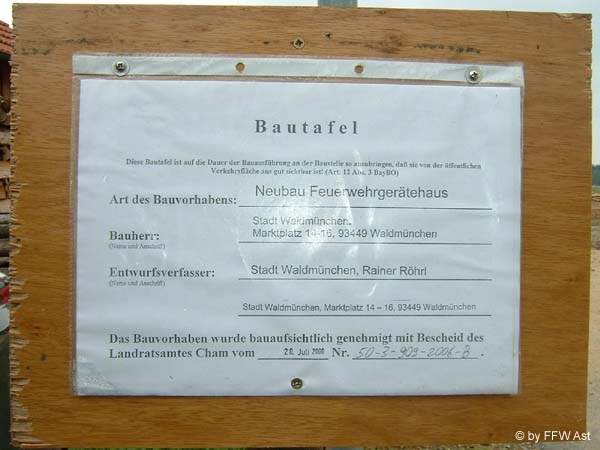 Bautafel
Diese Bautafel ist auf die Dauer der Bauausführung an der Baustelle so anzubringen, daß sie von der öffentlichen
Verkehrsfläche aus gut sichtbar ist! (Art. 12 Abs. 3 BayBO)
Art des Bauvorhabens: Neubau Feuerwehrgerätehaus
Stadt Waldmünchen,
Bauherr: Marktplatz 14-16, 93449 Waldmünchen
(Name und Anschrift)
Entwurfsverfasser: Stadt Waldmünchen, Rainer Röhrl
(Name und Anschrift)
Stadt Waldmünchen, Marktplatz 14 – 16, 93449 Waldmünchen
Das Bauvorhaben wurde bauaufsichtlich genehmigt mit Bescheid des
Landratsamtes Cham vom 20. Juli 2006 Nr. 50-3-909-2006-B.
© by FFW Ast